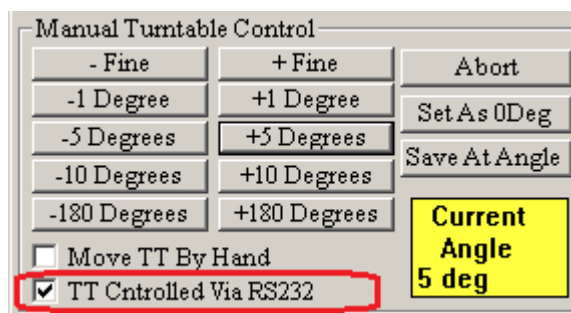 Manual Turntable Control
- Fine
+ Fine
Abort
-1 Degree
+1 Degree
Set As 0Deg
-5 Degrees
+5 Degrees
Save At Angle
-10 Degrees
+10 Degrees
-180 Degrees
+180 Degrees
Current
Angle
5 deg
Move TT By Hand
TT Cntrolled Via RS232